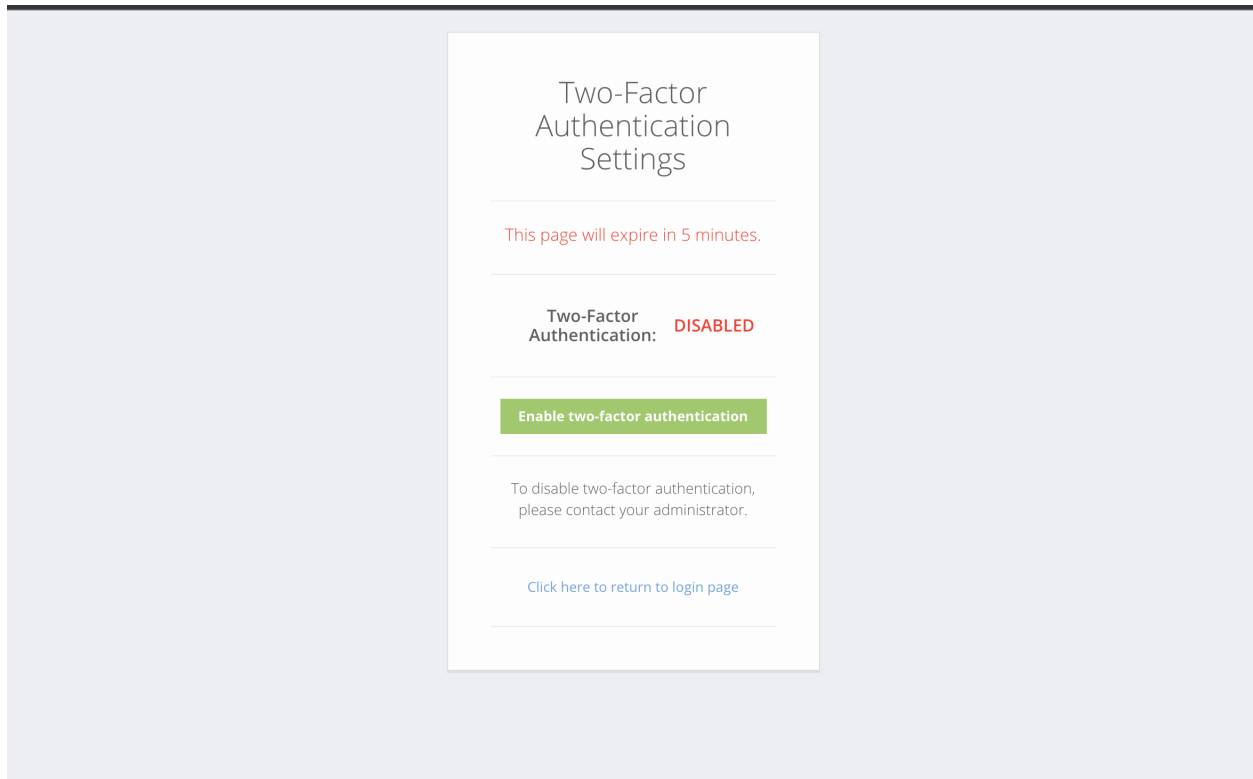 Two-Factor
Authentication
Settings
This page will expire in 5 minutes.
Two-Factor
Authentication:
DISABLED
Enable two-factor authentication
To disable two-factor authentication,
please contact your administrator.
Click here to return to login page